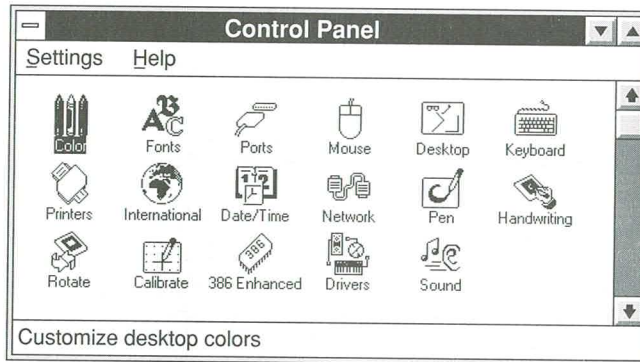 Control Panel
Settings Help
Color Fonts Ports Mouse Desktop Keyboard
Printers International Date/Time Network Pen Handwriting
Rotate Calibrate 386 Enhanced Drivers Sound
Customize desktop colors